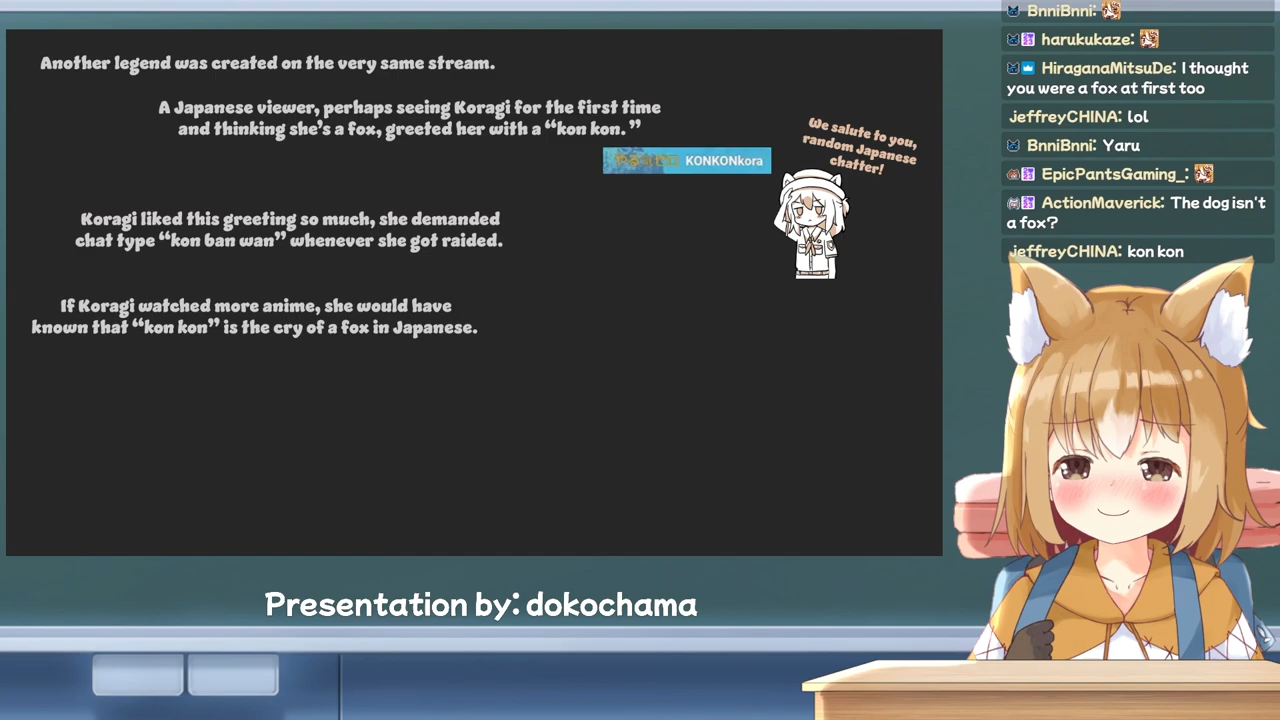 Another legend was created on the very same stream.
A Japanese viewer, perhaps seeing Koragi for the first time
and thinking she's a fox, greeted her with a “kon kon. ”
KONKONkora
We salute to you,
random Japanese
chatter!
Koragi liked this greeting so much, she demanded
chat type “kon ban wan” whenever she got raided.
If Koragi watched more anime, she would have
known that “kon kon” is the cry of a fox in Japanese.
Presentation by: dokochama
BnniBnni:
harukukaze:
HiraganaMitsuDe: I thought
you were a fox at first too
jeffreyCHINA: lol
BnniBnni: Yaru
EpicPantsGaming_:
ActionMaverick: The dog isn't
a fox?
jeffreyCHINA: kon kon